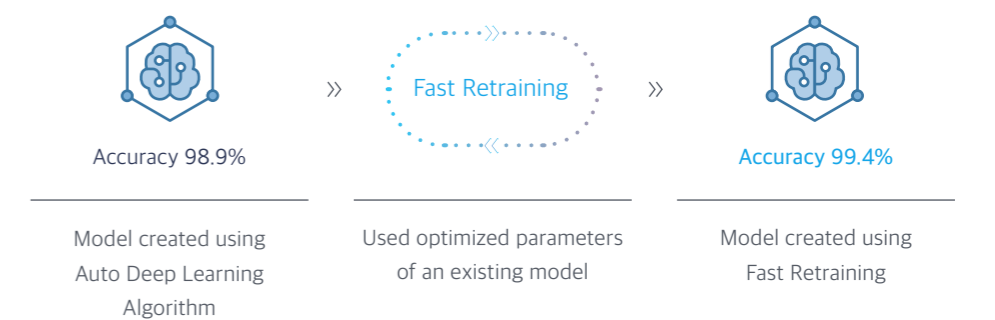 Fast Retraining
Accuracy 98.9%
Accuracy 99.4%
Model created using
Auto Deep Learning
Algorithm
Used optimized parameters
of an existing model
Model created using
Fast Retraining